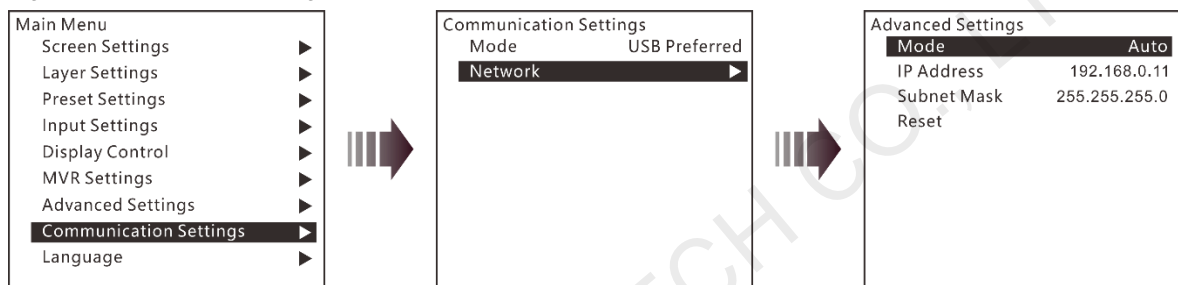 Main Menu
Screen Settings
Layer Settings
Preset Settings
Input Settings
Display Control
MVR Settings
Advanced Settings
Communication Settings
Language
Communication Settings
Mode USB Preferred
Network
Advanced Settings
Mode Auto
IP Address 192.168.0.11
Subnet Mask 255.255.255.0
Reset